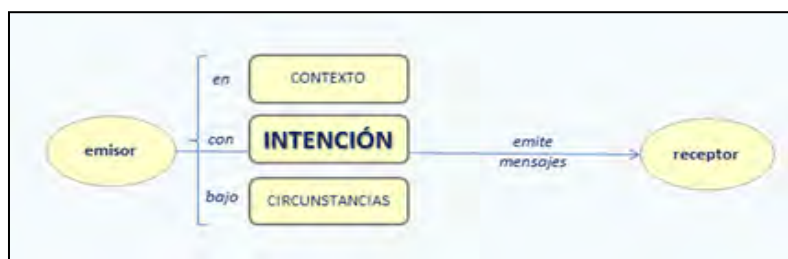 en
CONTEXTO
emisor
con
INTENCIÓN
emite
mensajes
receptor
bajo
CIRCUNSTANCIAS